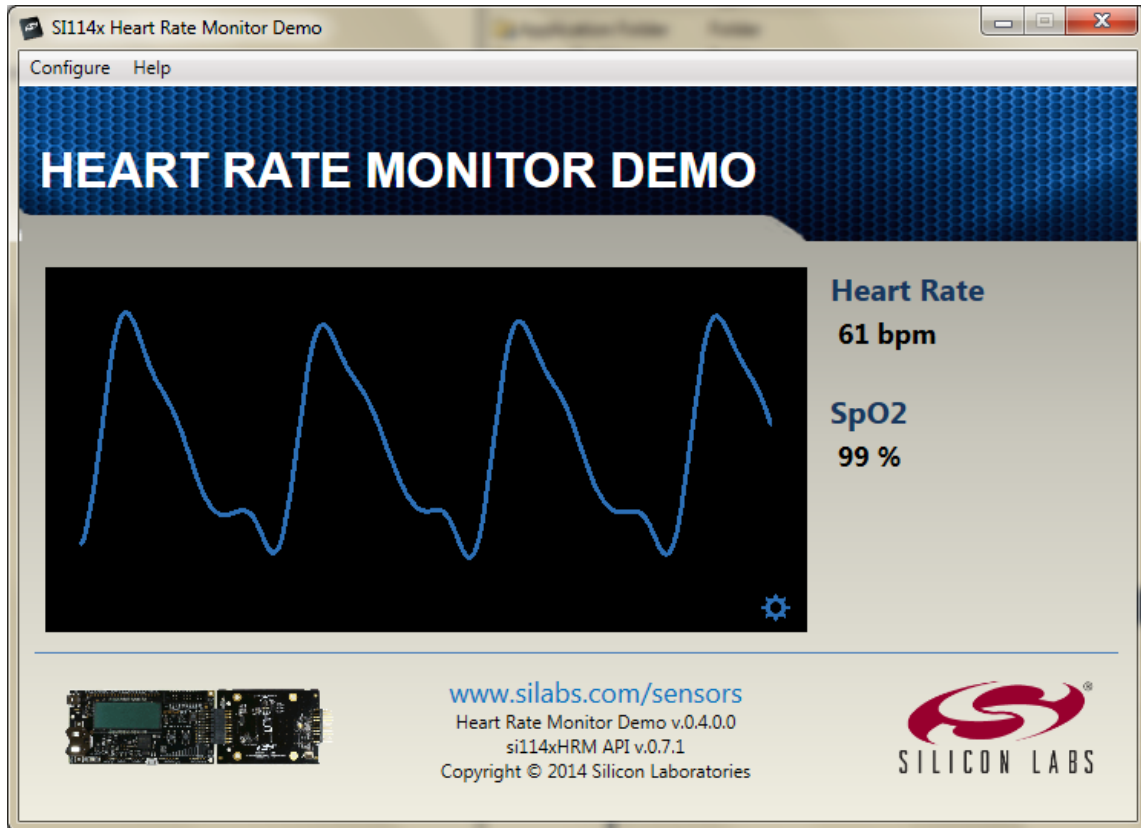 SI114x Heart Rate Monitor Demo
Configure Help
HEART RATE MONITOR DEMO
Heart Rate
61 bpm
SpO2
99 %
www.silabs.com/sensors
Heart Rate Monitor Demo v.0.4.0.0
si114xHRM API v.0.7.1
Copyright © 2014 Silicon Laboratories
®
SILICON LABS